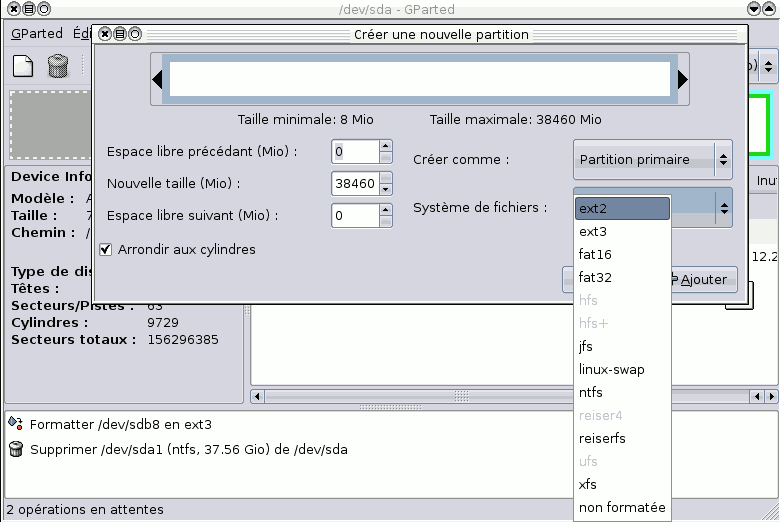 /dev/sda - GParted
GParted
Créer une nouvelle partition
Taille minimale: 8 Mio
Taille maximale: 38460 Mio
Espace libre précédant (Mio) :
0
Nouvelle taille (Mio) :
38460
Espace libre suivant (Mio) :
0
Arrondir aux cylindres
Créer comme :
Partition primaire
Système de fichiers :
ext2
ext3
fat16
fat32
hfs
hfs+
jfs
linux-swap
ntfs
reiser4
reiserfs
ufs
xfs
non formatée
Ajouter
Device Info
Modèle :
Taille : 7
Chemin : /
Type de dis
Têtes :
Secteurs/Pistes : 63
Cylindres : 9729
Secteurs totaux : 156296385
Inut
12.2
Formatter /dev/sdb8 en ext3
Supprimer /dev/sda1 (ntfs, 37.56 Gio) de /dev/sda
2 opérations en attentes